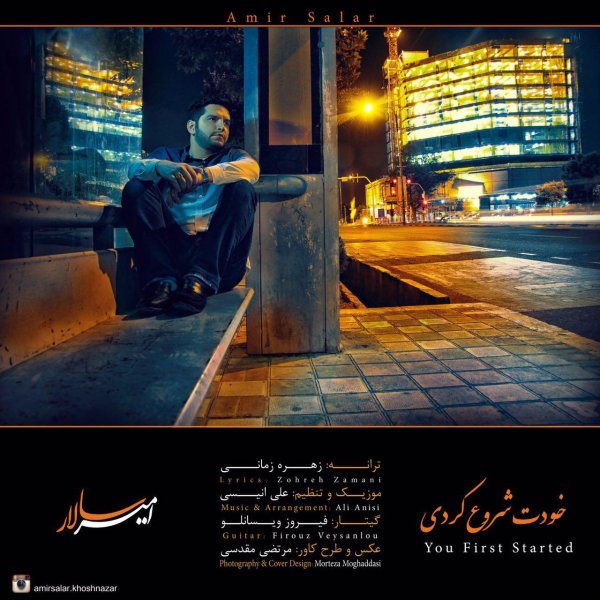 Amir Salar
ترانه: زهره زمانی
Lyrics: Zohreh Zamani
موزیک و تنظیم: علی انیسی
Music & Arrangement: Ali Anisi
گیتار: فیروز ویسانلو
Guitar: Firouz Veysanlou
عکس و طرح کاور: مرتضی مقدسی
Photography & Cover Design: Morteza Moghaddasi
امیر سالار
خودت شروع کردی
You First Started
amirsalar.khoshnazar